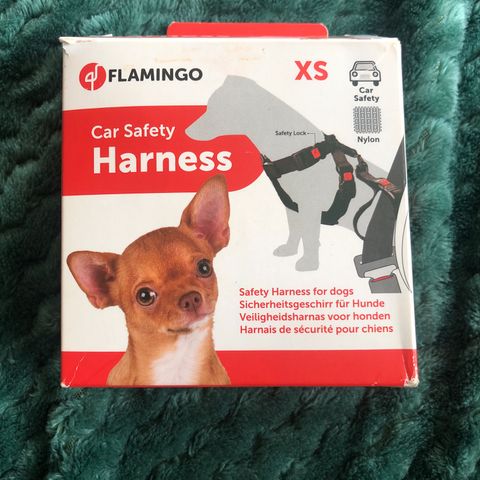 FLAMINGO
XS
Car
Safety
Nylon
Car Safety
Harness
Safety Lock
Safety Harness for dogs
Sicherheitsgeschirr für Hunde
Veiligheidsharnas voor honden
Harnais de sécurité pour chiens